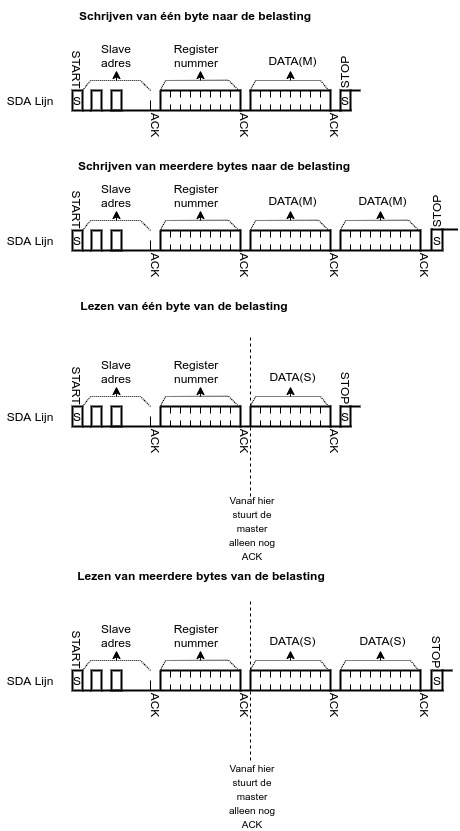 Schrijven van één byte naar de belasting
Slave
adres
Register
nummer
DATA(M)
START
STOP
SDA Lijn
S
S
ACK
ACK
ACK
Schrijven van meerdere bytes naar de belasting
Slave
adres
Register
nummer
DATA(M)
DATA(M)
START
STOP
SDA Lijn
S
S
ACK
ACK
ACK
ACK
Lezen van één byte van de belasting
Slave
adres
Register
nummer
DATA(S)
START
STOP
SDA Lijn
S
S
ACK
ACK
ACK
Vanaf hier
stuurt de
master
alleen nog
ACK
Lezen van meerdere bytes van de belasting
Slave
adres
Register
nummer
DATA(S)
DATA(S)
START
STOP
SDA Lijn
S
S
ACK
ACK
ACK
ACK
Vanaf hier
stuurt de
master
alleen nog
ACK